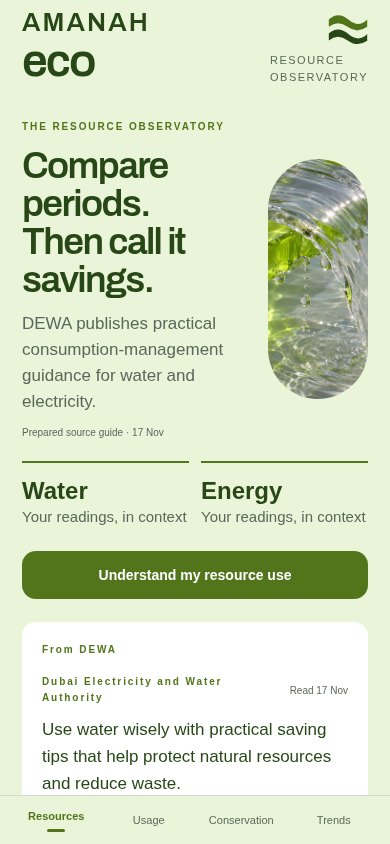 AMANAH
eco
RESOURCE
OBSERVATORY
THE RESOURCE OBSERVATORY
Compare
periods.
Then call it
savings.
DEWA publishes practical
consumption-management
guidance for water and
electricity.
Prepared source guide · 17 Nov
Water
Your readings, in context
Energy
Your readings, in context
Understand my resource use
From DEWA
Dubai Electricity and Water
Authority
Read 17 Nov
Use water wisely with practical saving
tips that help protect natural resources
and reduce waste.
Resources
Usage
Conservation
Trends